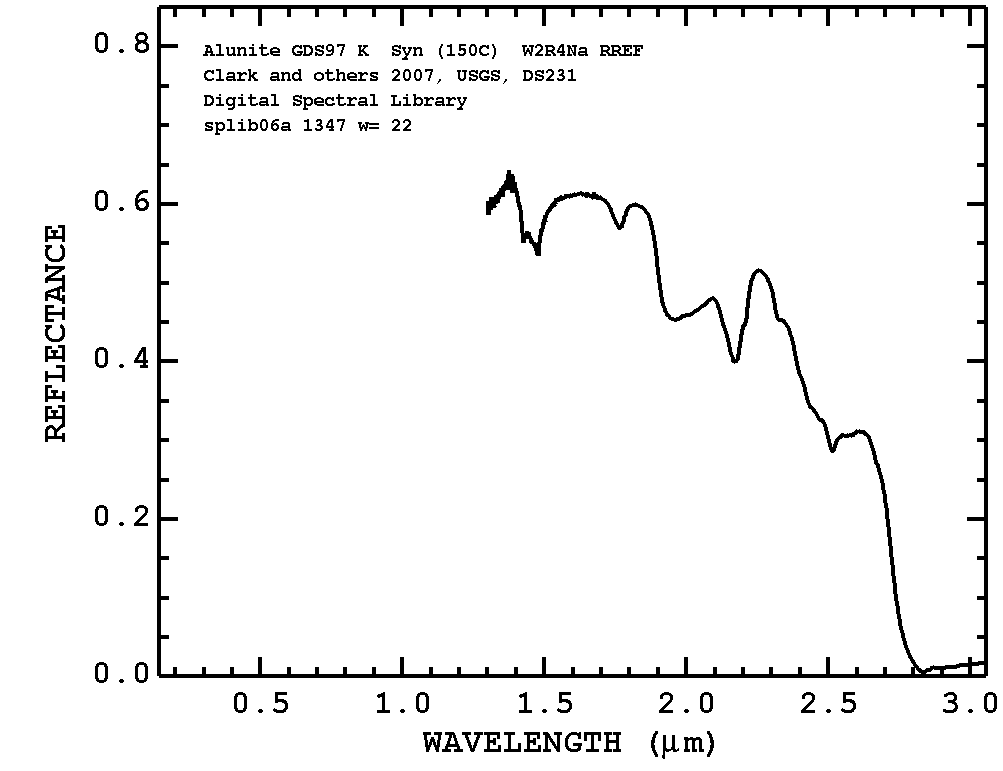 Alunite GDS97 K Syn (150C) W2R4Na RREF
Clark and others 2007, USGS, DS231
Digital Spectral Library
splib06a 1347 w= 22
0.8
0.6
0.4
0.2
0.0
REFLECTANCE
0.5 1.0 1.5 2.0 2.5 3.0
WAVELENGTH (μm)